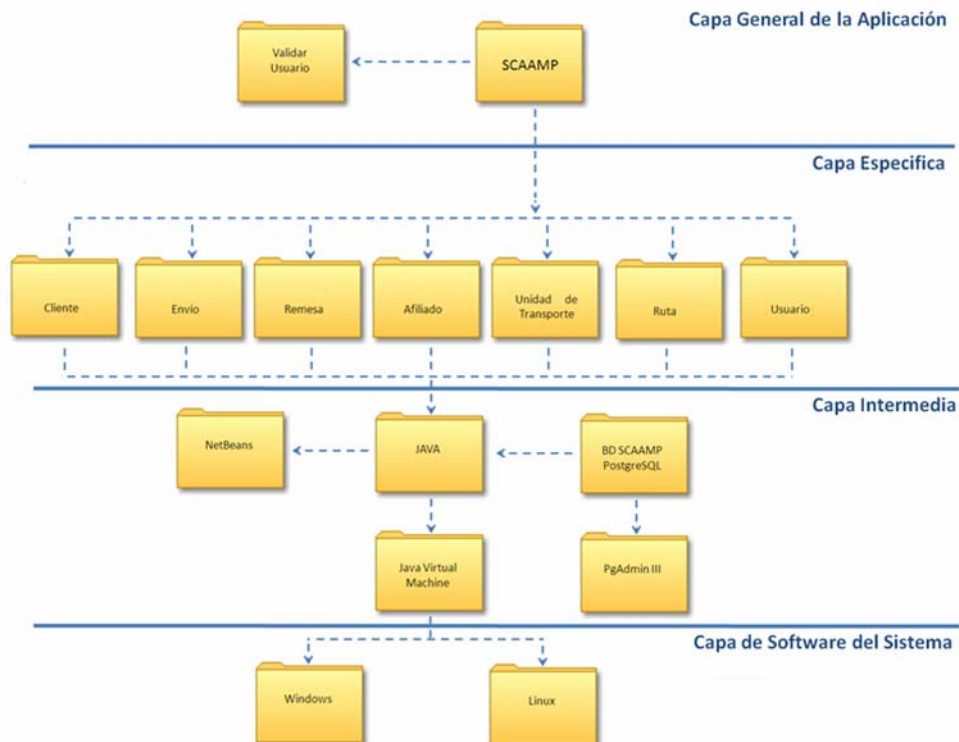 Capa General de la Aplicación
Validar
Usuario
SCAAMP
Capa Especifica
Cliente
Envio
Remesa
Afiliado
Unidad de
Transporte
Ruta
Usuario
Capa Intermedia
NetBeans
JAVA
BD SCAAMP
PostgreSQL
Java Virtual
Machine
PgAdmin III
Capa de Software del Sistema
Windows
Linux